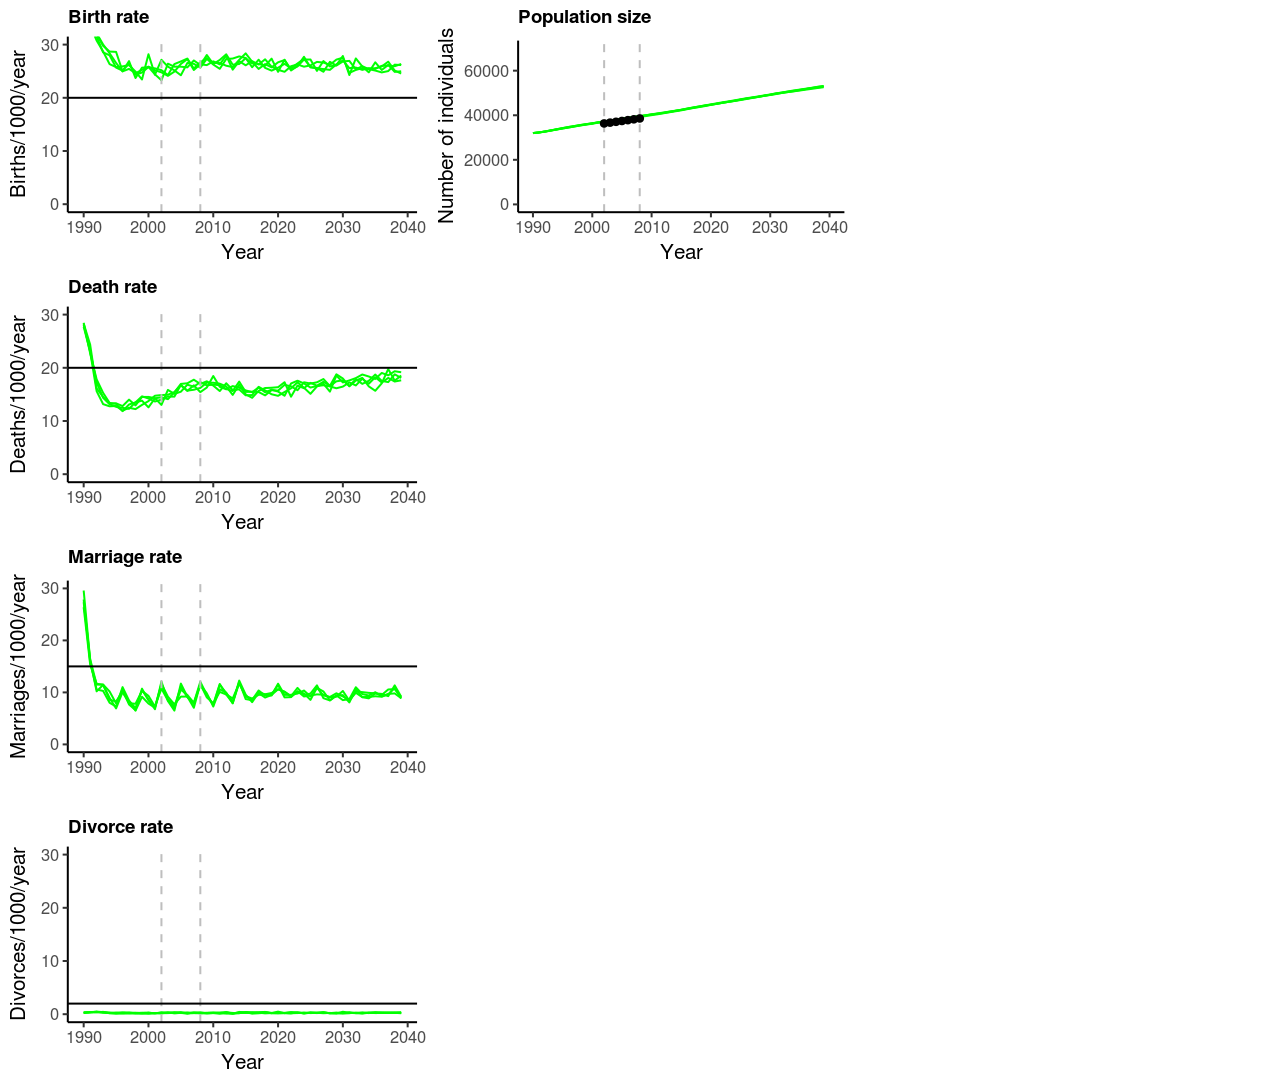 Birth rate
Births/1000/year
30
20
10
0
1990 2000 2010 2020 2030 2040
Year
Population size
Number of individuals
60000
40000
20000
0
1990 2000 2010 2020 2030 2040
Year
Death rate
Deaths/1000/year
30
20
10
0
1990 2000 2010 2020 2030 2040
Year
Marriage rate
Marriages/1000/year
30
20
10
0
1990 2000 2010 2020 2030 2040
Year
Divorce rate
Divorces/1000/year
30
20
10
0
1990 2000 2010 2020 2030 2040
Year